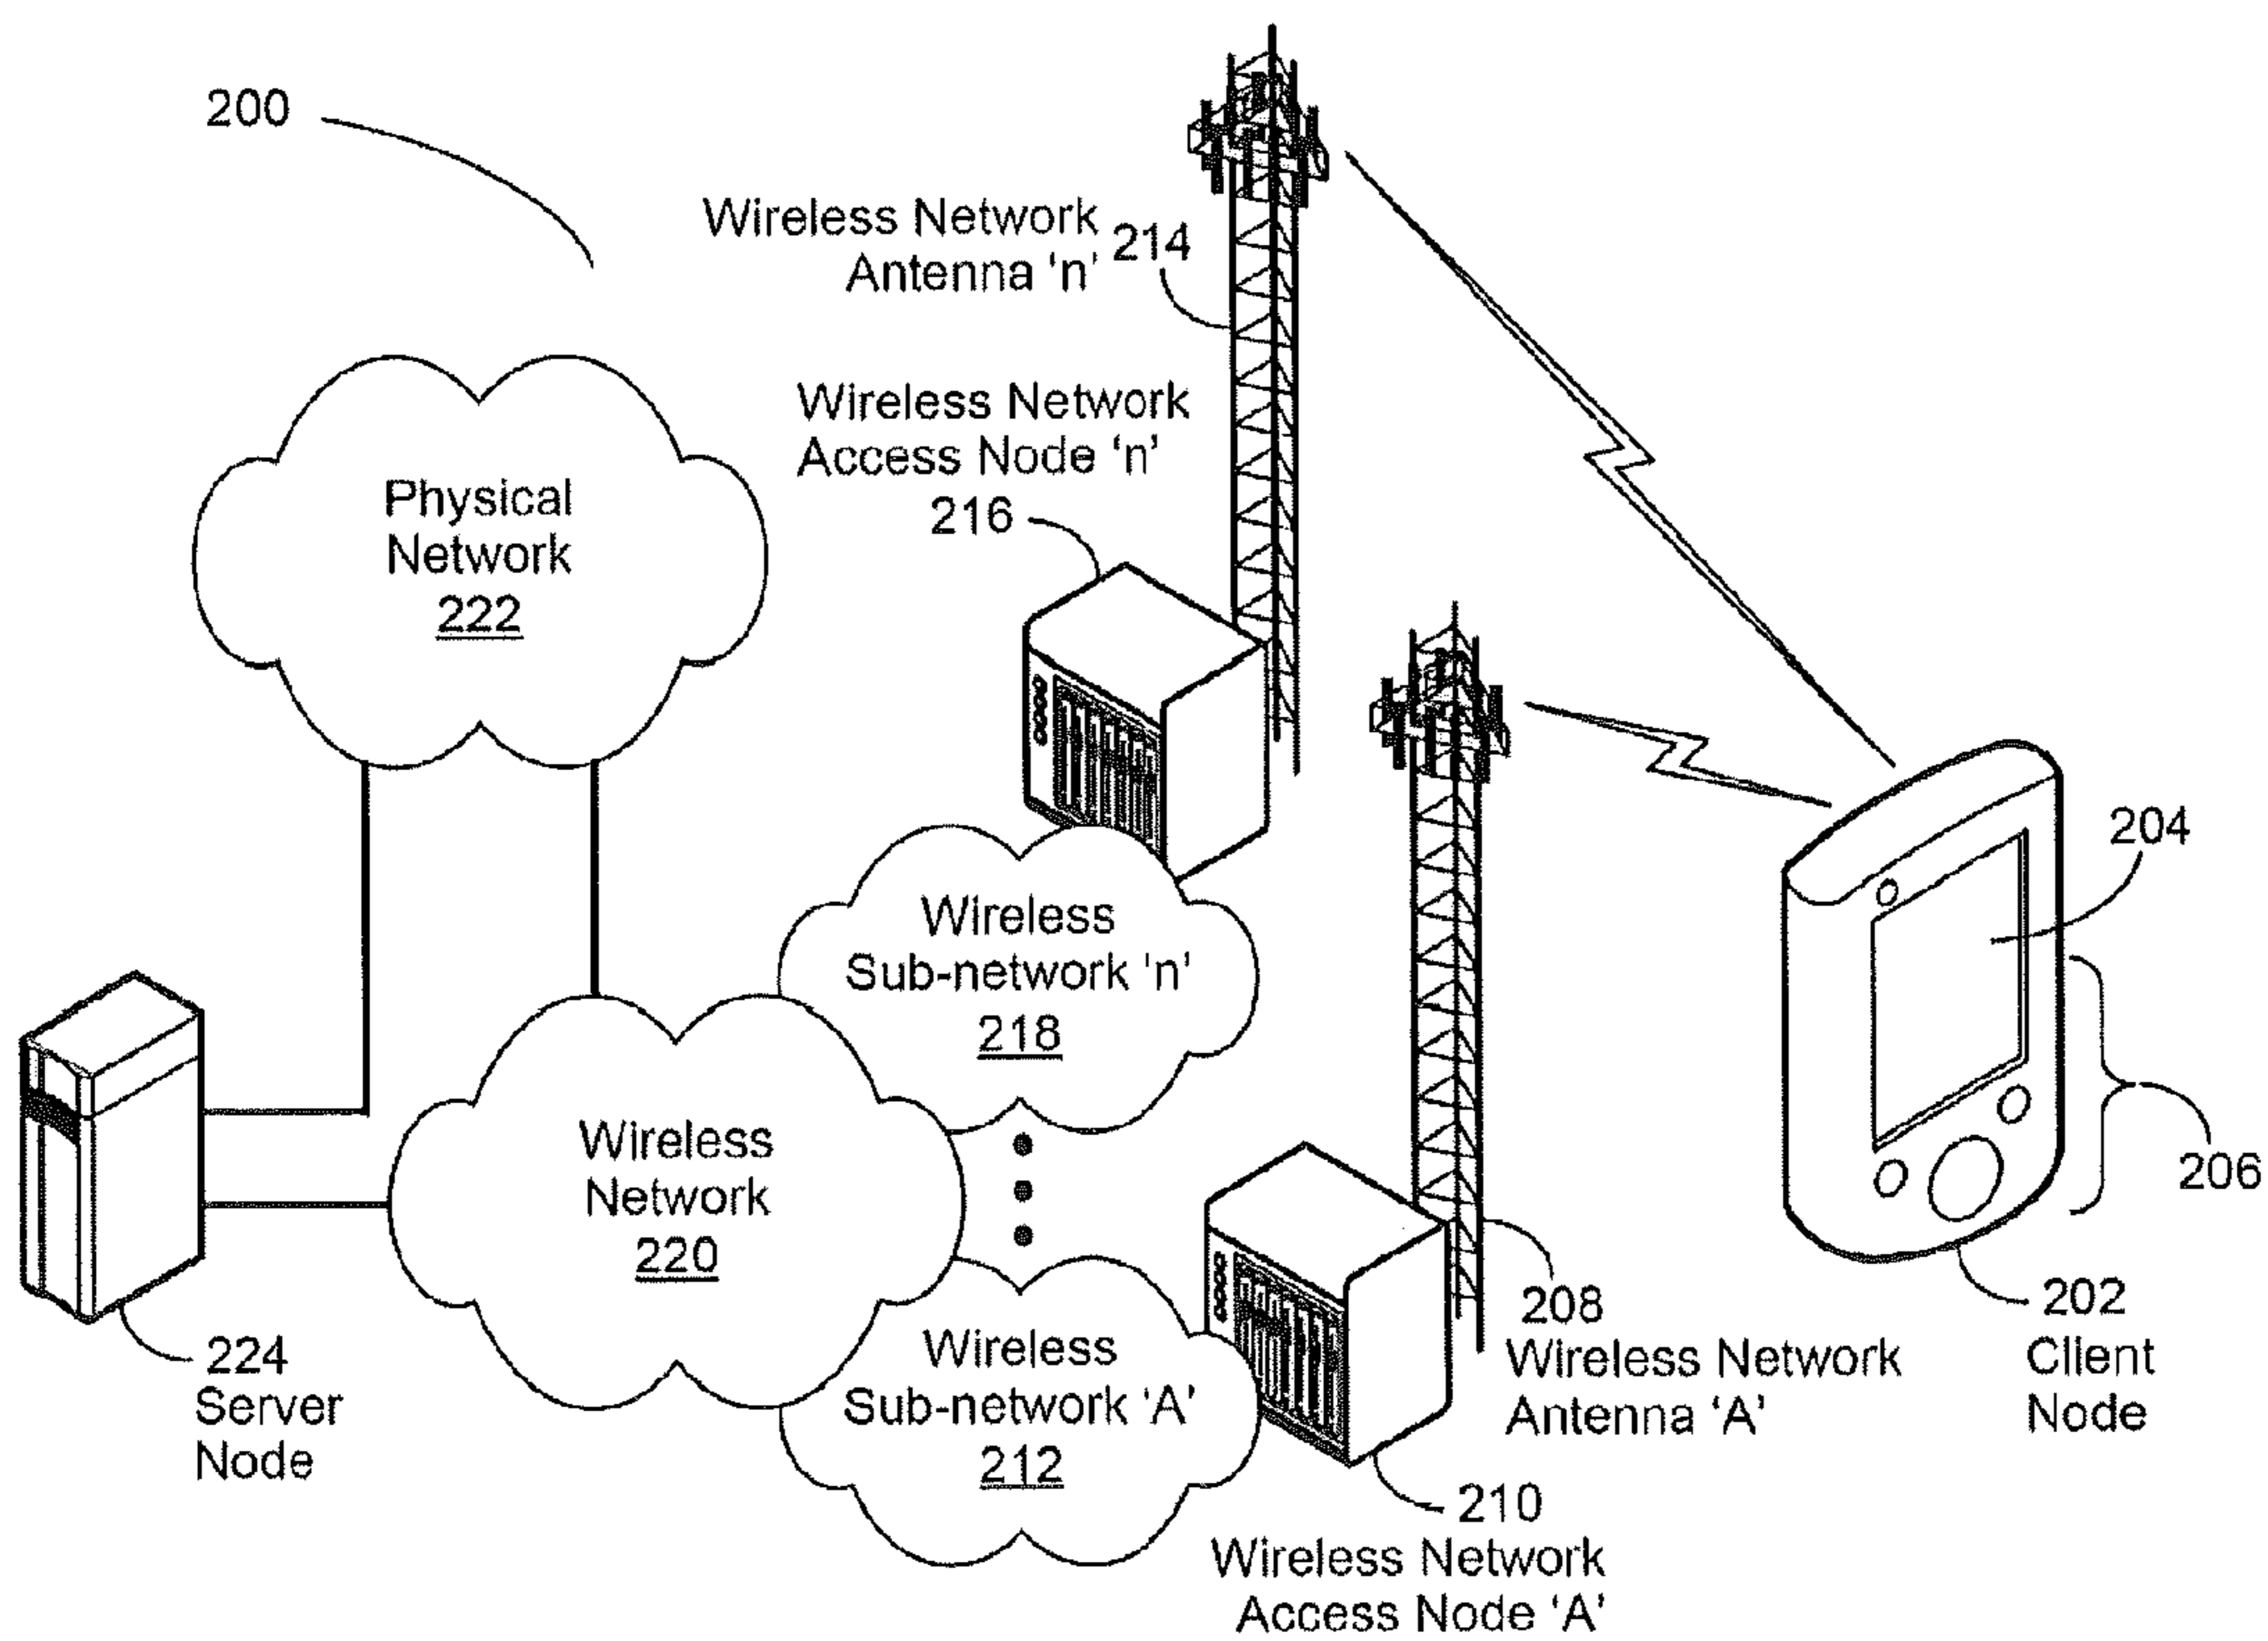 200
Wireless Network
Antenna 'n'
214
Wireless Network
Access Node 'n'
216
Physical
Network
222
204
Wireless
Sub-network 'n'
218
Wireless
Network
220
206
208
Wireless Network
Antenna 'A'
202
Client
Node
224
Server
Node
Wireless
Sub-network 'A'
212
210
Wireless Network
Access Node 'A'